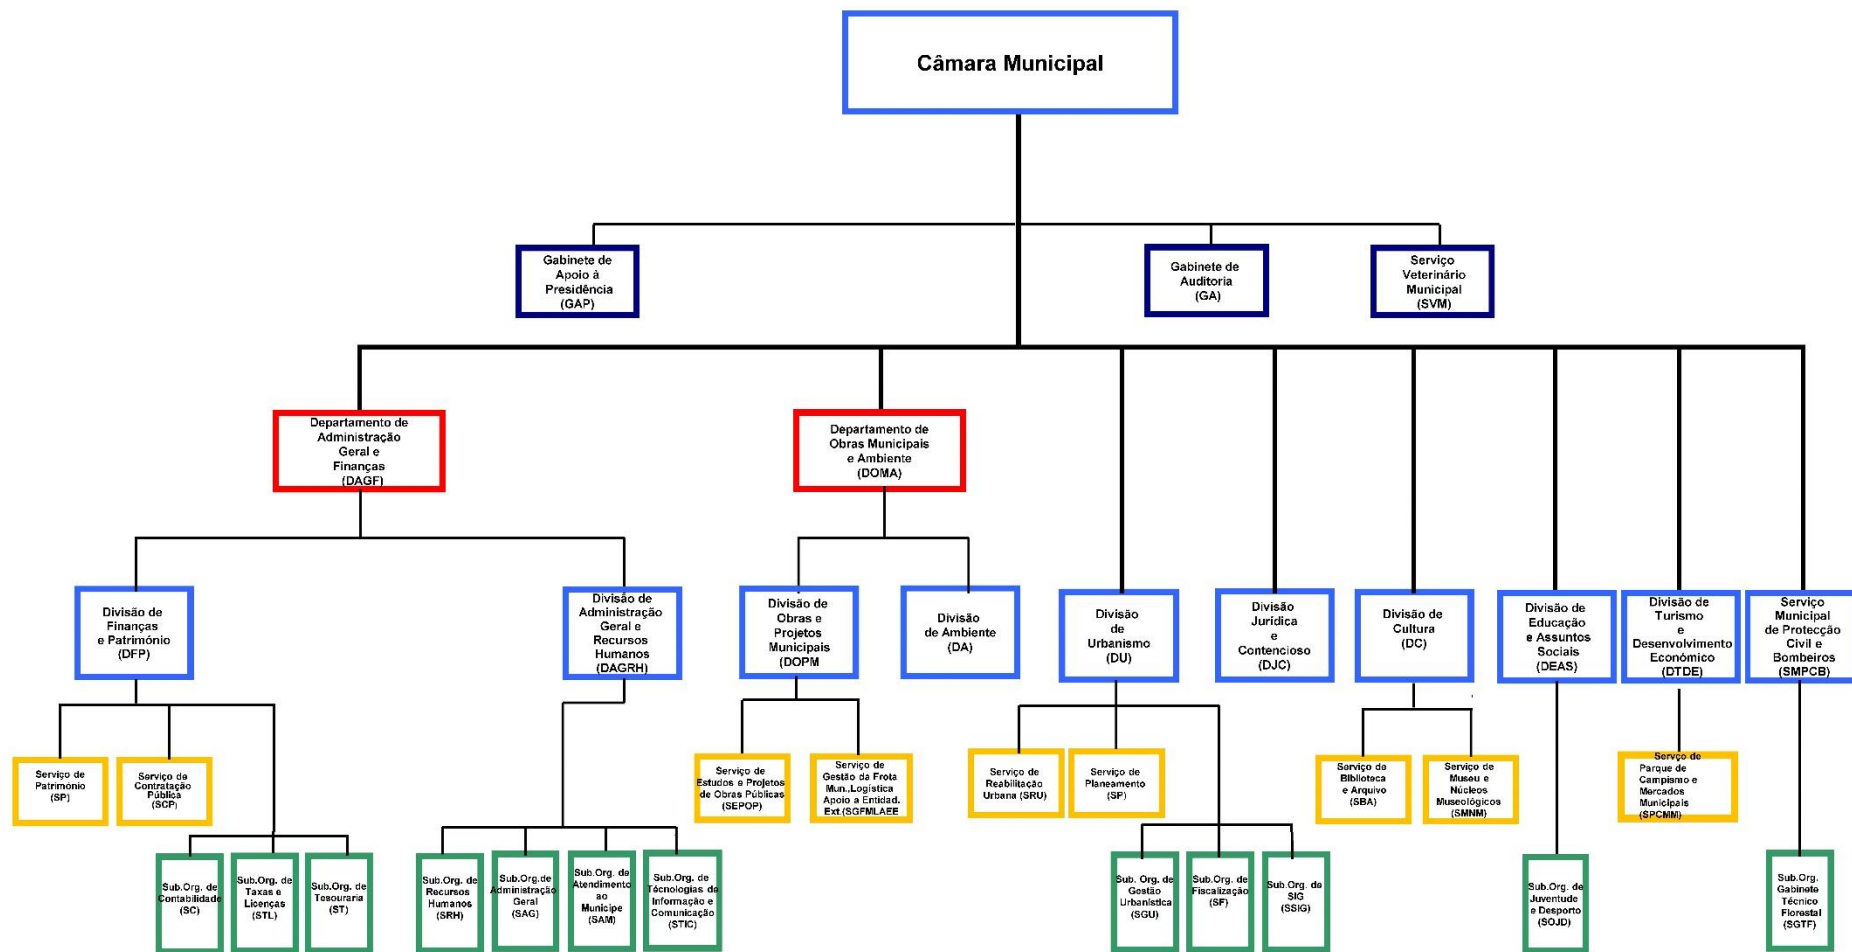 Câmara Municipal
Gabinete de
Apoio à
Presidência
(GAP)
Gabinete de
Auditoria
(GA)
Serviço
Veterinário
Municipal
(SVM)
Departamento de
Administração
Geral e
Finanças
(DAGF)
Departamento de
Obras Municipais
e Ambiente
(DOMA)
Divisão de
Finanças
e Património
(DFP)
Divisão de
Administração
Geral e
Recursos
Humanos
(DAGRH)
Divisão de
Obras e
Projetos
Municipais
(DOPM
Divisão
de Ambiente
(DA)
Divisão
de
Urbanismo
(DU)
Divisão
Jurídica
e
Contencioso
(DJC)
Divisão de
Cultura
(DC)
Divisão de
Educação
e Assuntos
Sociais
(DEAS)
Divisão de
Turismo
e
Desenvolvimento
Económico
(DTDE)
Serviço
Municipal
de Protecção
Civil e
Bombeiros
(SMPCB)
Serviço de
Património
(SP)
Serviço de
Contratação
Pública
(SCP)
Serviço de
Estudos e Projetos
de Obras Públicas
(SEPOP)
Serviço de
Gestão da Frota
Mun.,Logística
Apoio a Entidad.
Ext.(SGFMLAEE
Serviço de
Reabilitação
Urbana (SRU)
Serviço de
Planeamento
(SP)
Serviço de
Biblioteca
e Arquivo
(SBA)
Serviço de
Museu e
Núcleos
Museológicos
(SMNM)
Servço de
Parque de
Campismo e
Mercados
Municipais
(SPCMM)
Sub.Org. de
Contabilidade
(SC)
Sub.Org. de
Taxas e
Licenças
(STL)
Sub.Org. de
Tesouraria
(ST)
Sub.Org. de
Recursos
Humanos
(SRH)
Sub.Org.de
Administração
Geral
(SAG)
Sub.Org. de
Atendimento
ao
Municipe
(SAM)
Sub.Org. de
Técnologias de
Informação e
Comunicação
(STIC)
Sub.Org. de
Gestão
Urbanística
(SGU)
Sub.Org. de
Fiscalização
(SF)
Sub.Org. de
SIG
(SSIG)
Sub.Org.de
Juventude
e Desporto
(SOJD)
Sub.Org.
Gabinete
Técnico
Florestal
(SGTF)